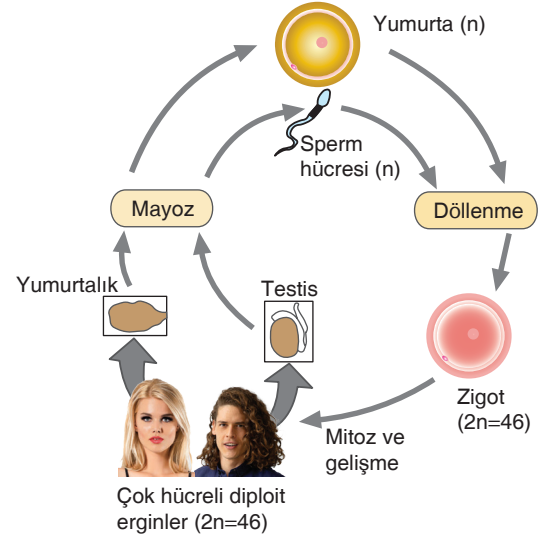 Yumurta (n)
Sperm
hücresi (n)
Mayoz
Döllenme
Yumurtalık
Testis
Zigot
(2n=46)
Mitoz ve
gelişme
Çok hücreli diploit
erginler (2n=46)